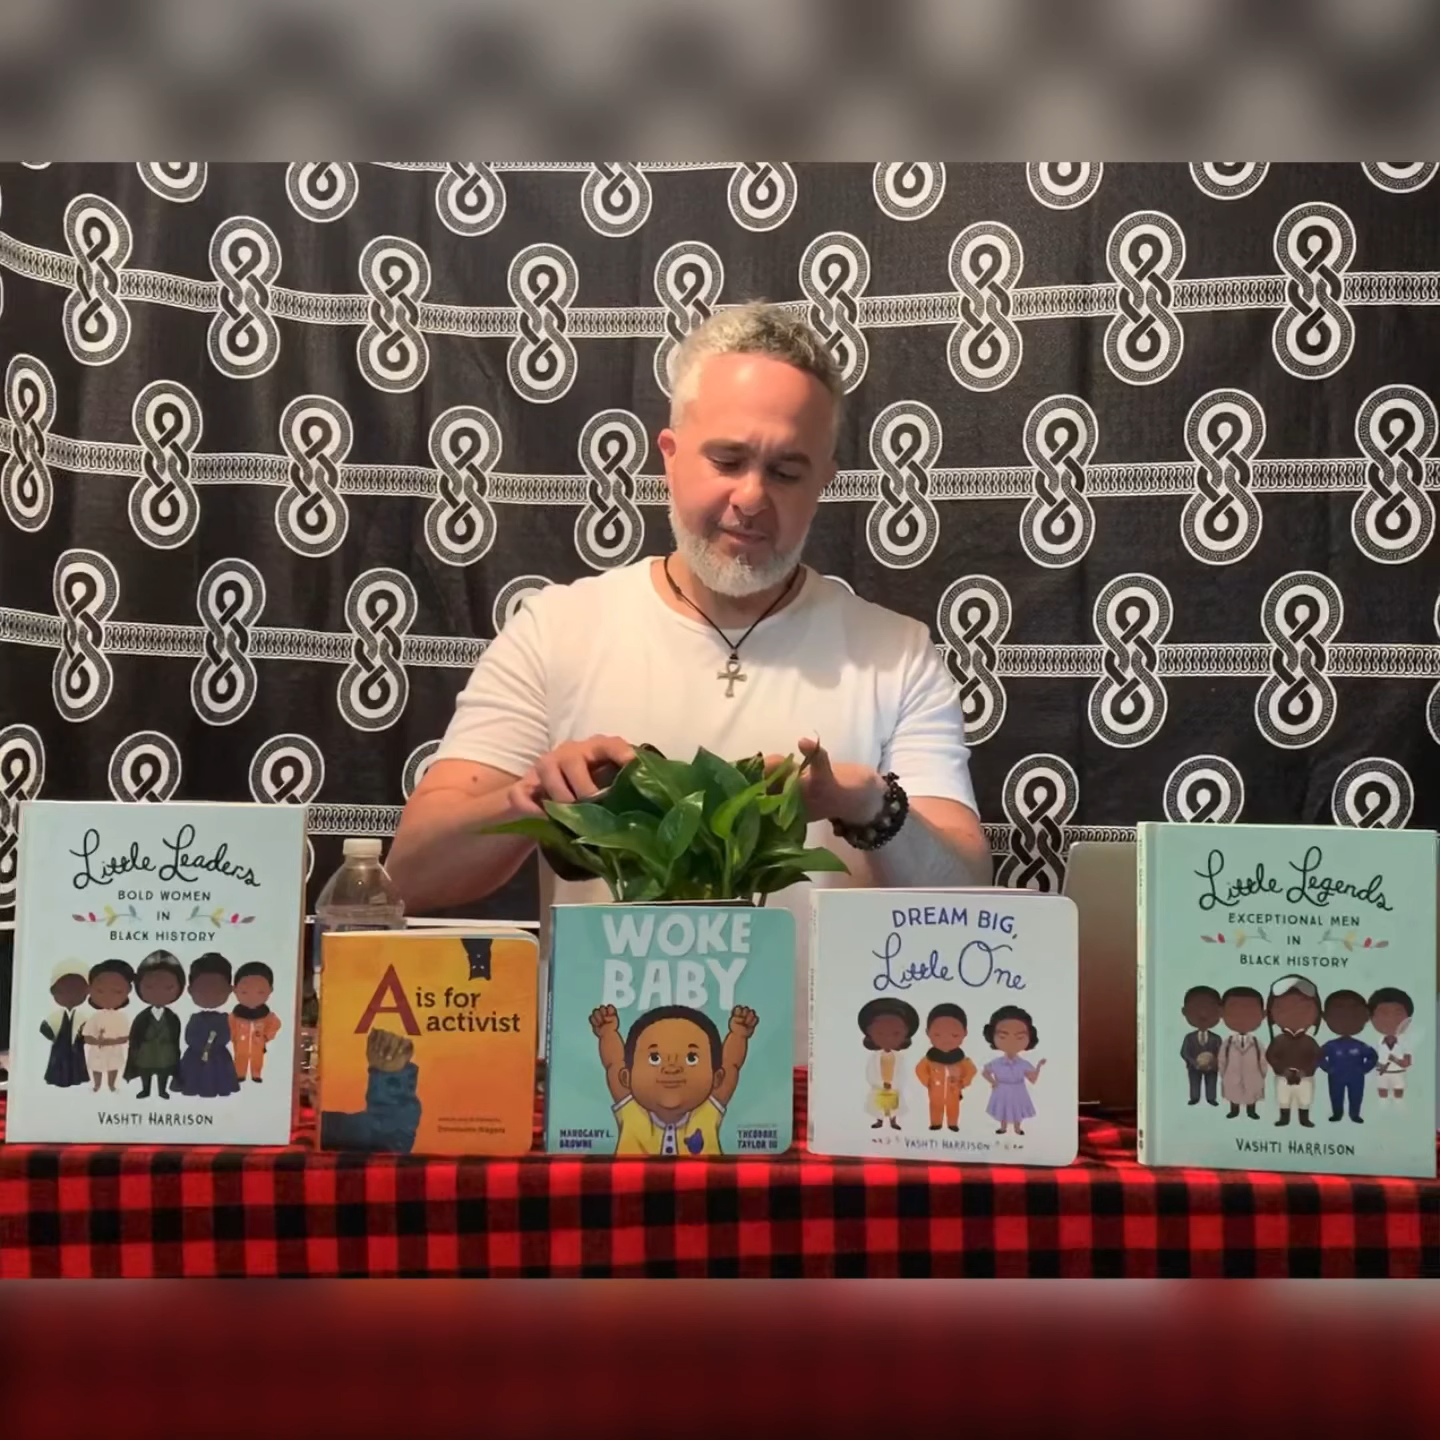 Little Leaders
BOLD WOMEN
IN
BLACK HISTORY
VASHTI HARRISON
A is for
activist
WOKE
BABY
MAHOGANY L.
BROWNE
THEODORE
TAYLOR III
DREAM BIG,
Little One
VASHTI HARRISON
Little Legends
EXCEPTIONAL MEN
IN
BLACK HISTORY
VASHTI HARRISON